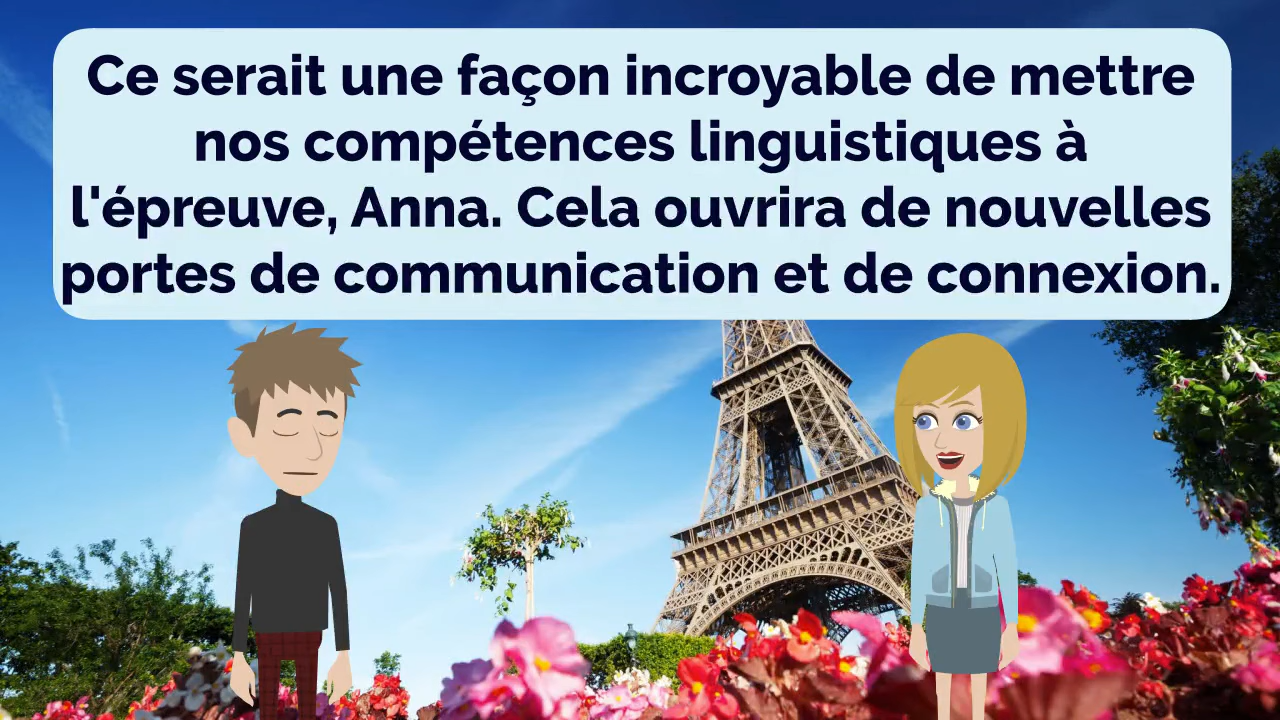 Ce serait une façon incroyable de mettre
nos compétences linguistiques à
l'épreuve, Anna. Cela ouvrira de nouvelles
portes de communication et de connexion.